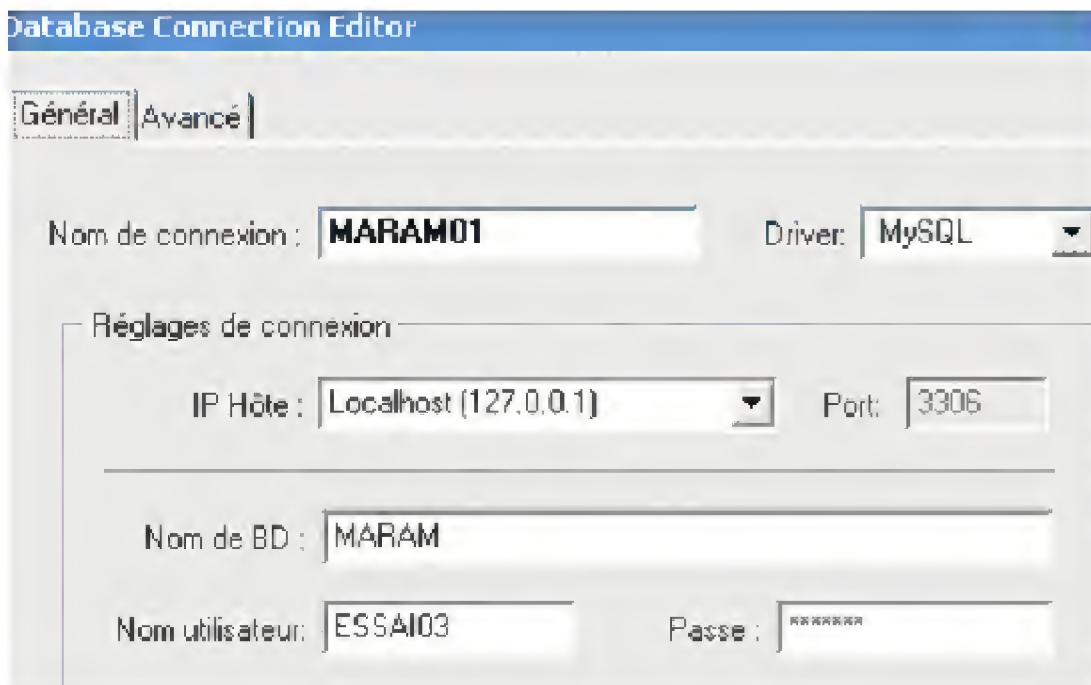 Database Connection Editor
Général Avancé
Nom de connexion : MARAM01 Driver: MySQL
Réglages de connexion
IP Hôte : Localhost (127.0.0.1) Port: 3306
Nom de BD : MARAM
Nom utilisateur: ESSAI03 Passe : *******